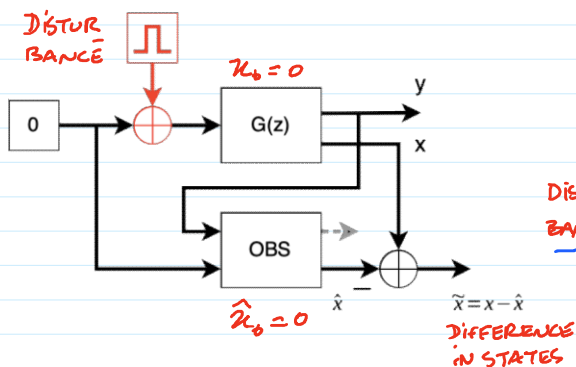 DISTUR
BANCE
x₀ = 0
y
0
G(z)
x
DIS
BA
OBS
x̂₀ = 0
x̂
−
x̃ = x − x̂
DIFFERENCE
IN STATES